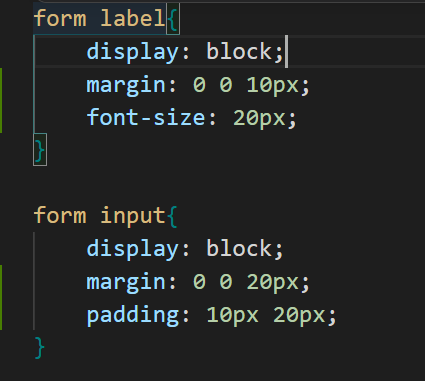 form label{
    display: block;
    margin: 0 0 10px;
    font-size: 20px;
}

form input{
    display: block;
    margin: 0 0 20px;
    padding: 10px 20px;
}